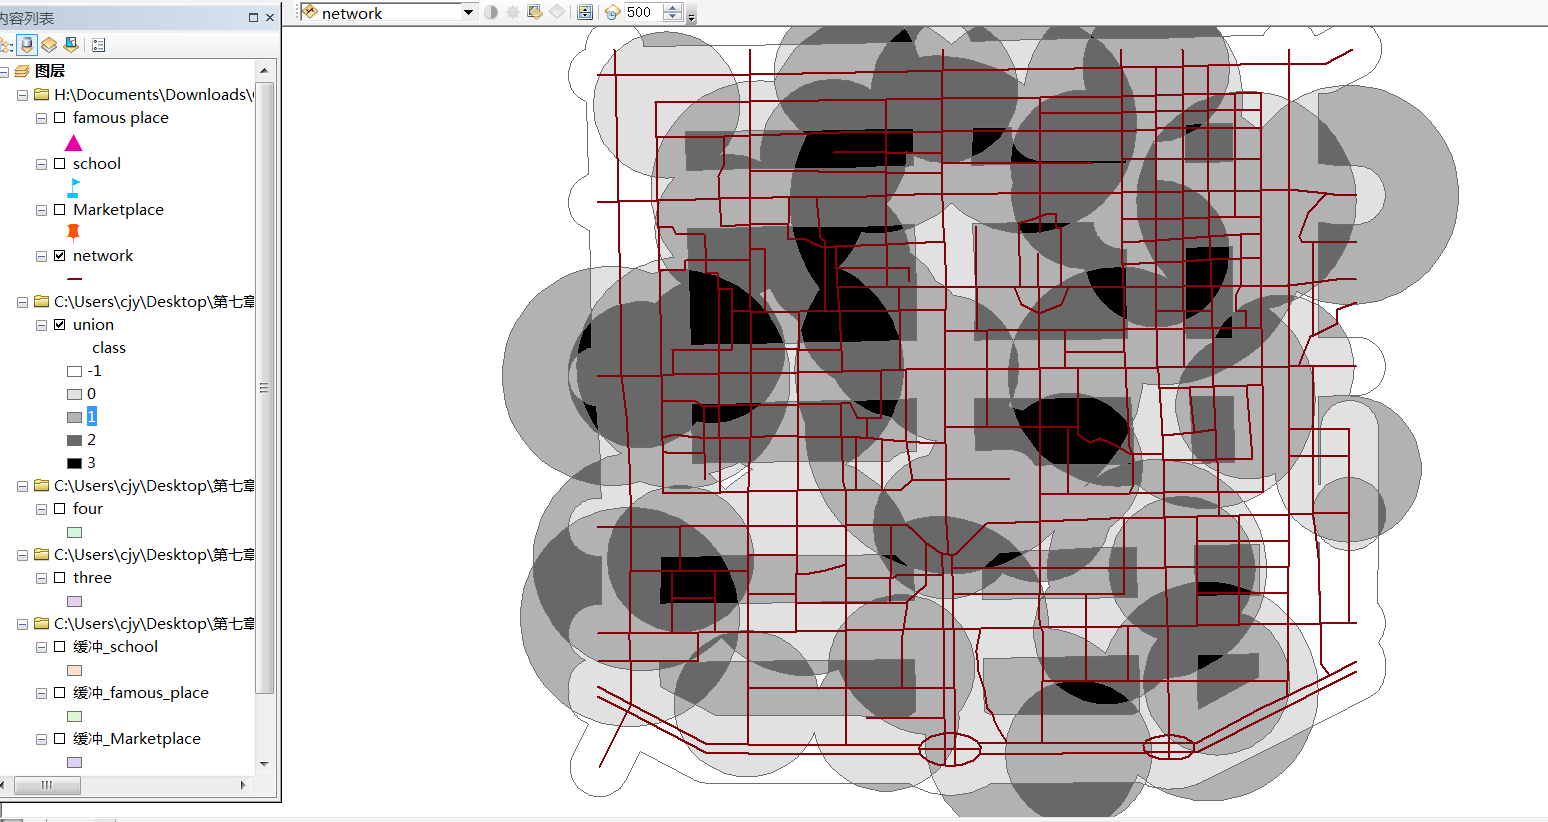 内容列表
network
500
图层
H:\Documents\Downloads\
famous place
school
Marketplace
network
C:\Users\cjy\Desktop\第七章
union
class
-1
0
1
2
3
C:\Users\cjy\Desktop\第七章
four
C:\Users\cjy\Desktop\第七章
three
C:\Users\cjy\Desktop\第七章
缓冲_school
缓冲_famous_place
缓冲_Marketplace